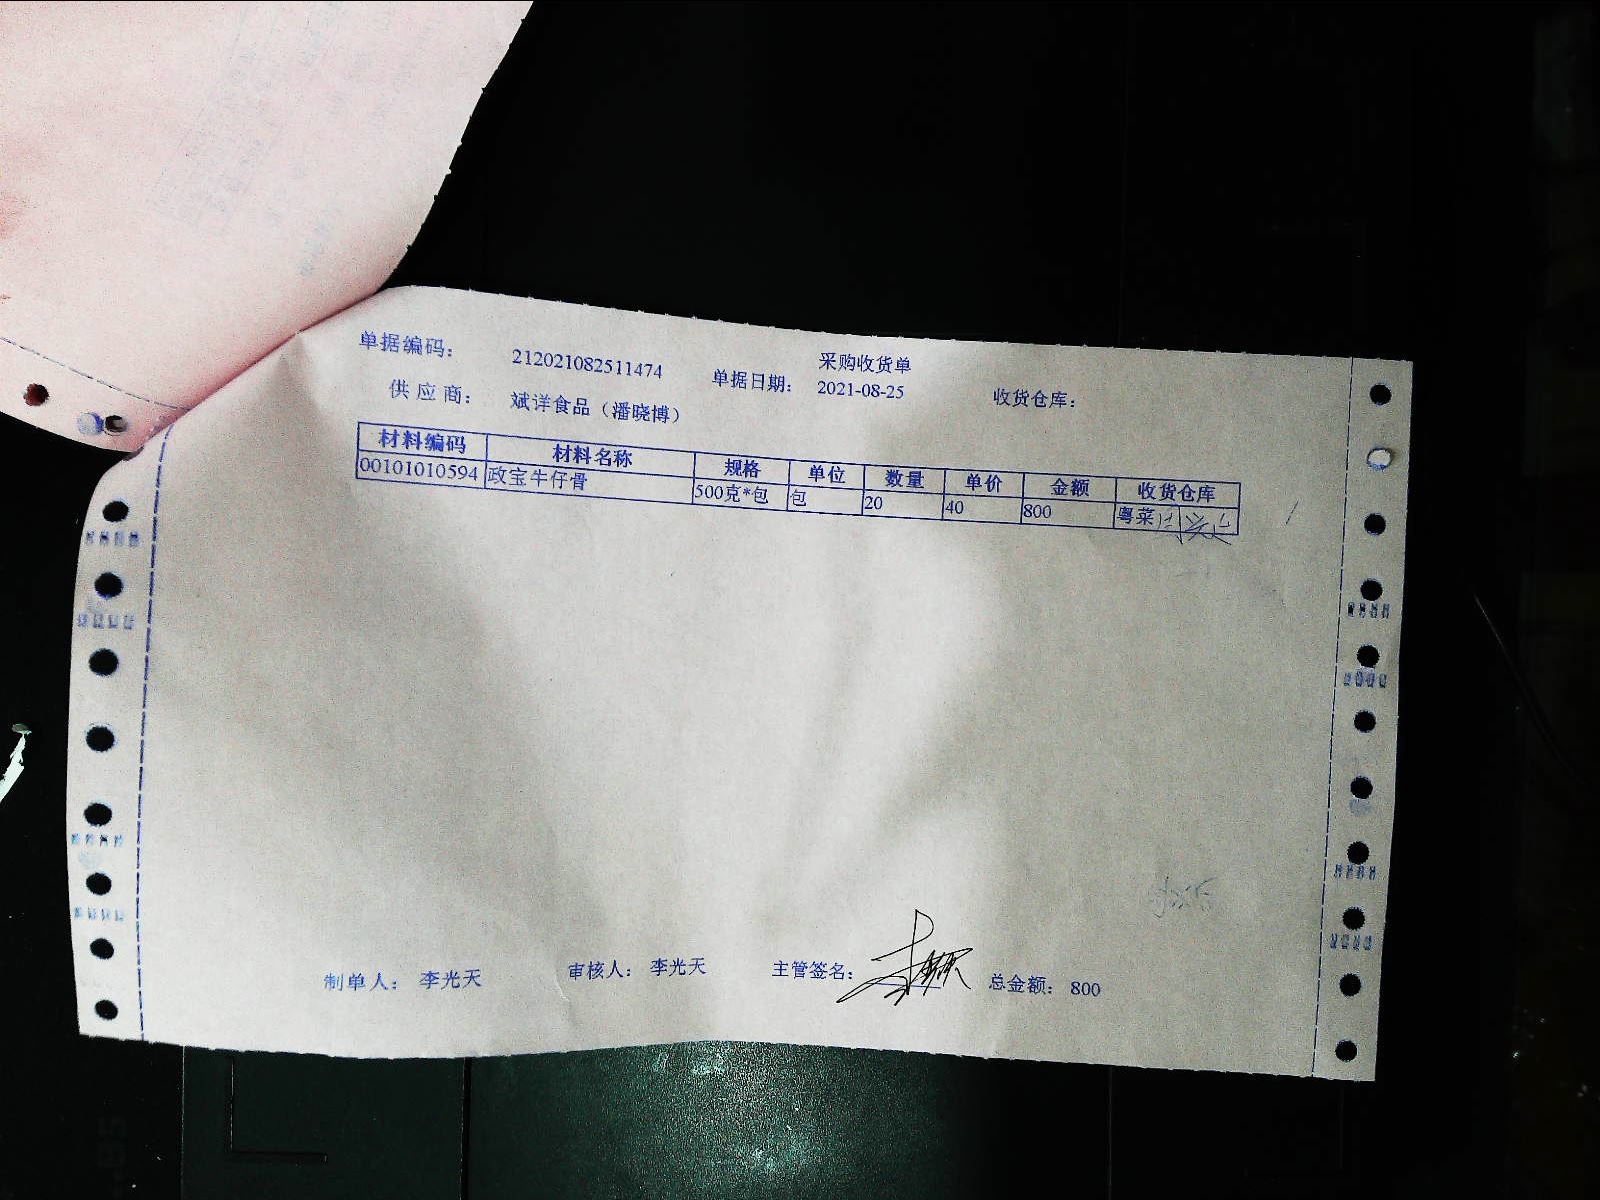 采购收货单
单据编码： 212021082511474 单据日期： 2021-08-25 收货仓库：
供应商： 斌详食品（潘晓博）
材料编码 材料名称 规格 单位 数量 单价 金额 收货仓库
00101010594 政宝牛仔骨 500克*包 包 20 40 800 粤菜
制单人： 李光天 审核人： 李光天 主管签名： 总金额： 800